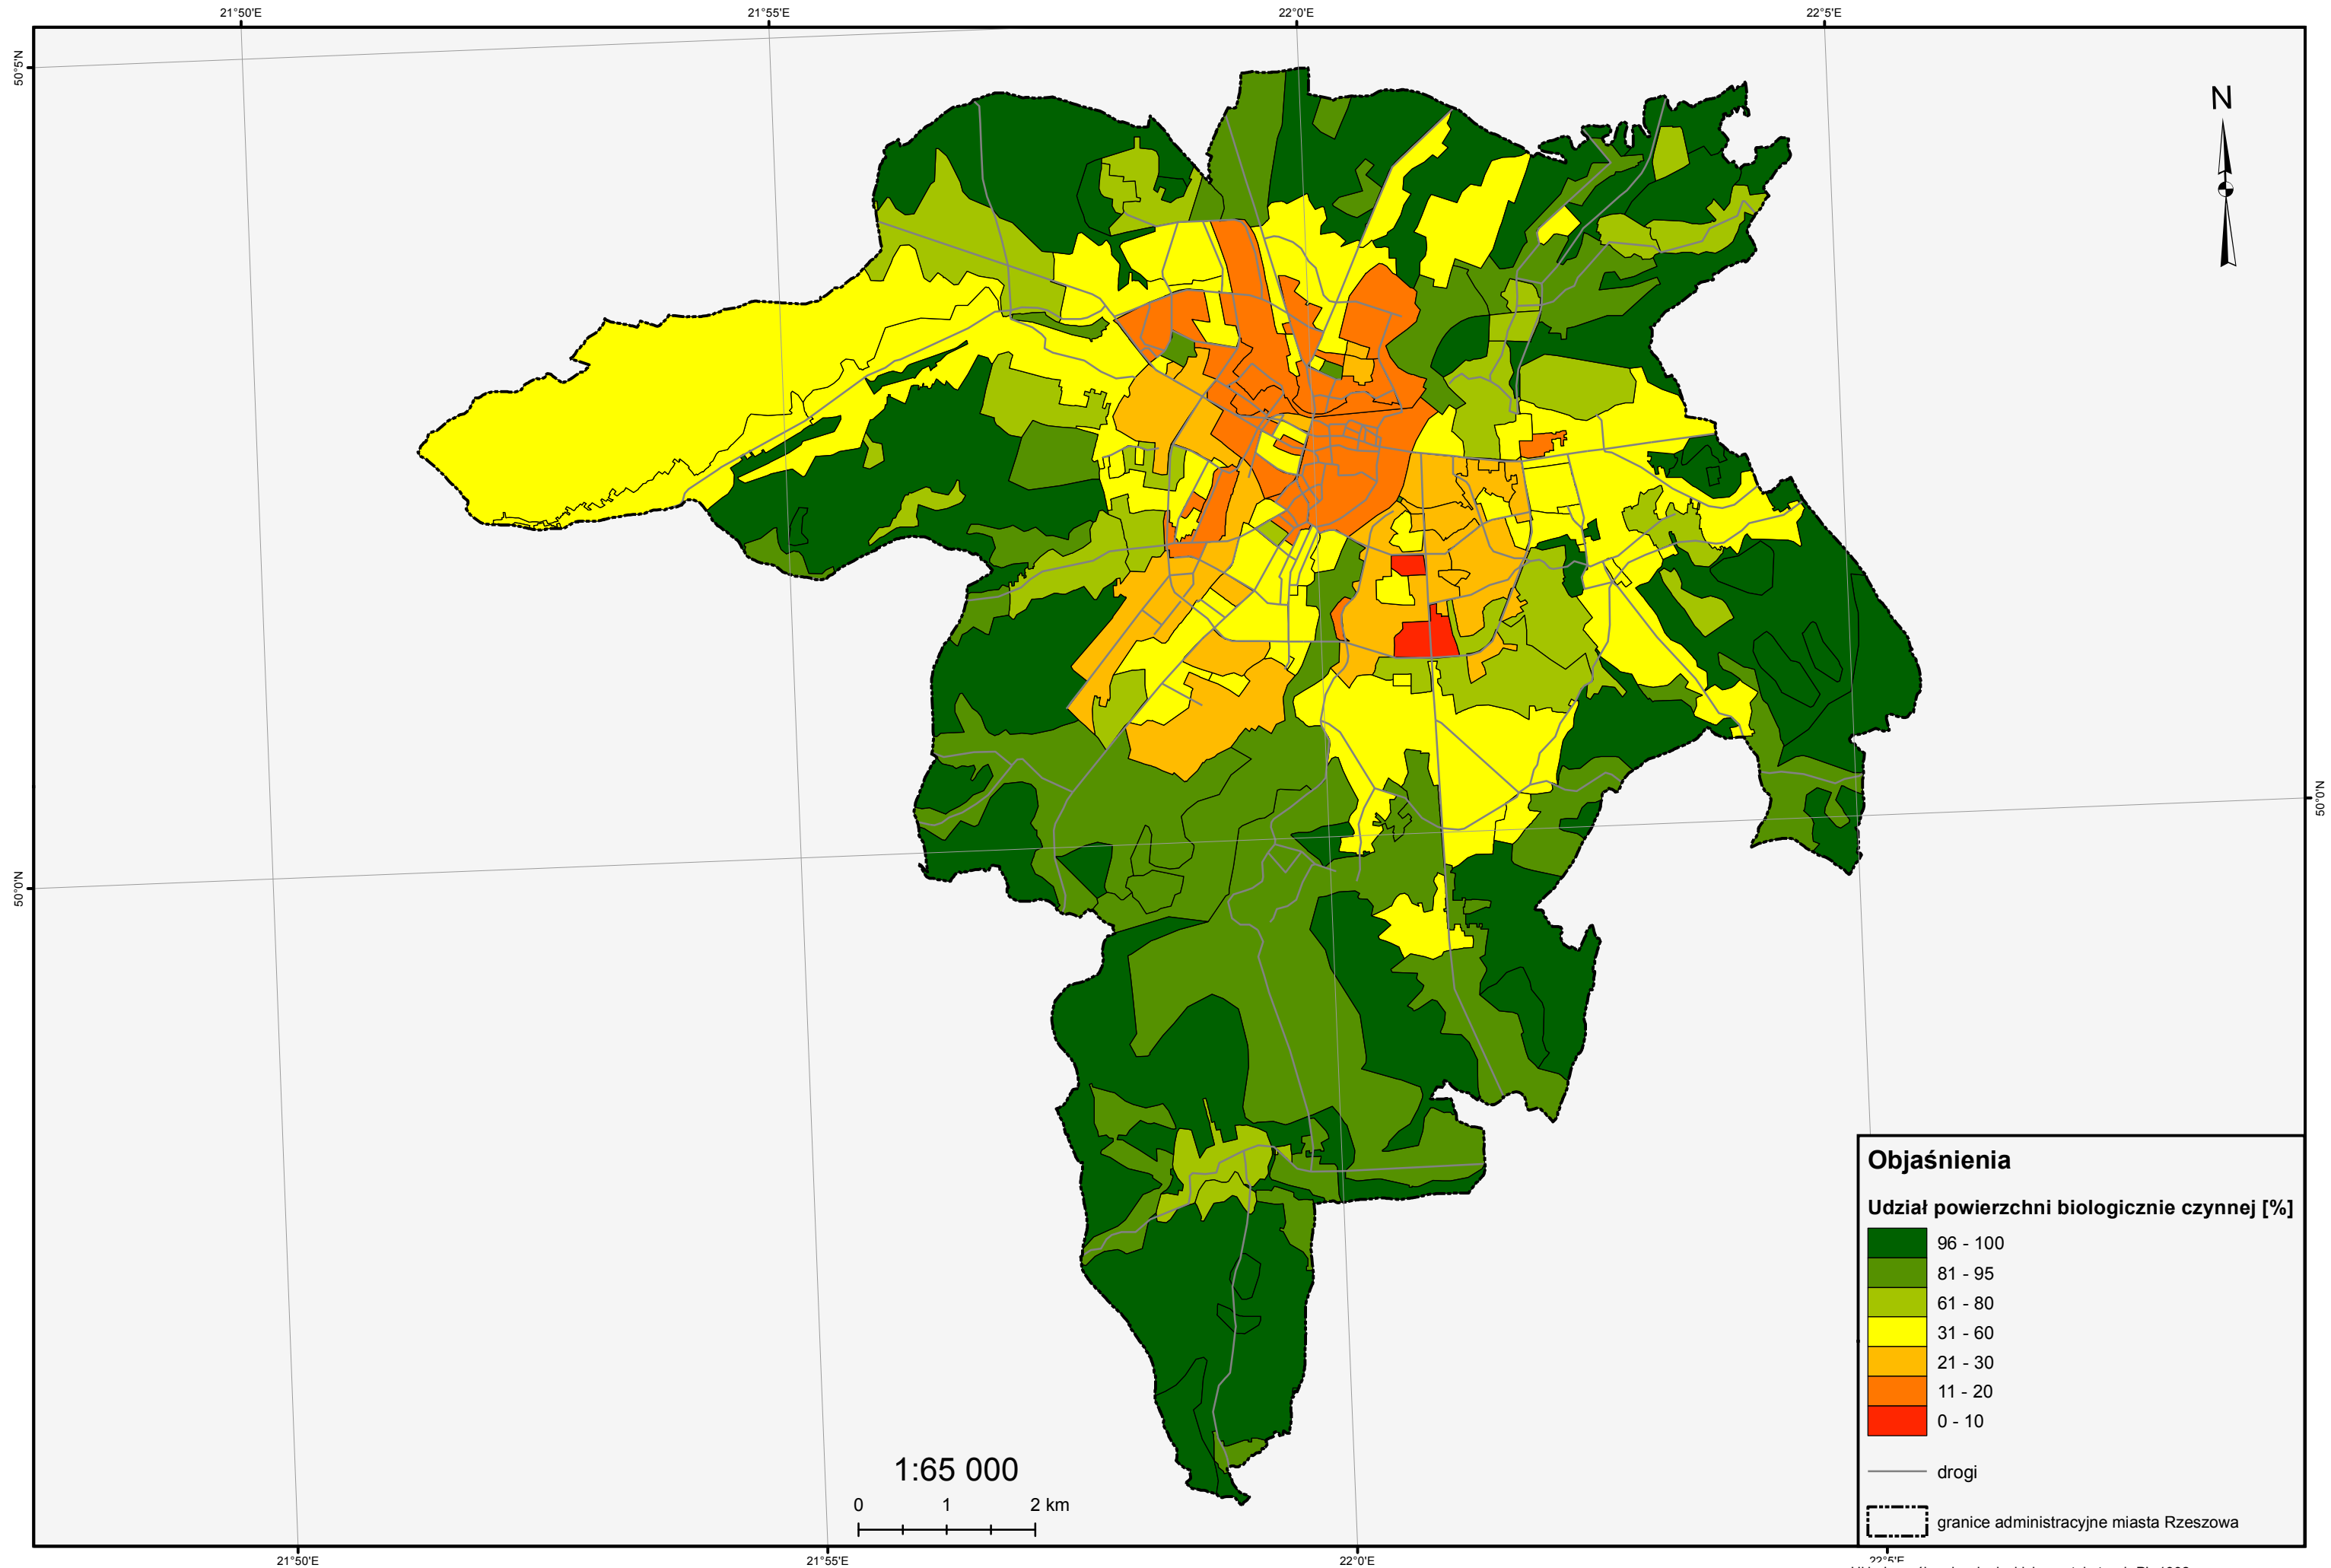 21°50'E 21°55'E 22°0'E 22°5'E
50°5'N
N
50°0'N
50°0'N
Objaśnienia
Udział powierzchni biologicznie czynnej [%]
96 - 100
81 - 95
61 - 80
31 - 60
21 - 30
11 - 20
0 - 10
drogi
granice administracyjne miasta Rzeszowa
1:65 000
0 1 2 km
21°50'E 21°55'E 22°0'E 22°5'E